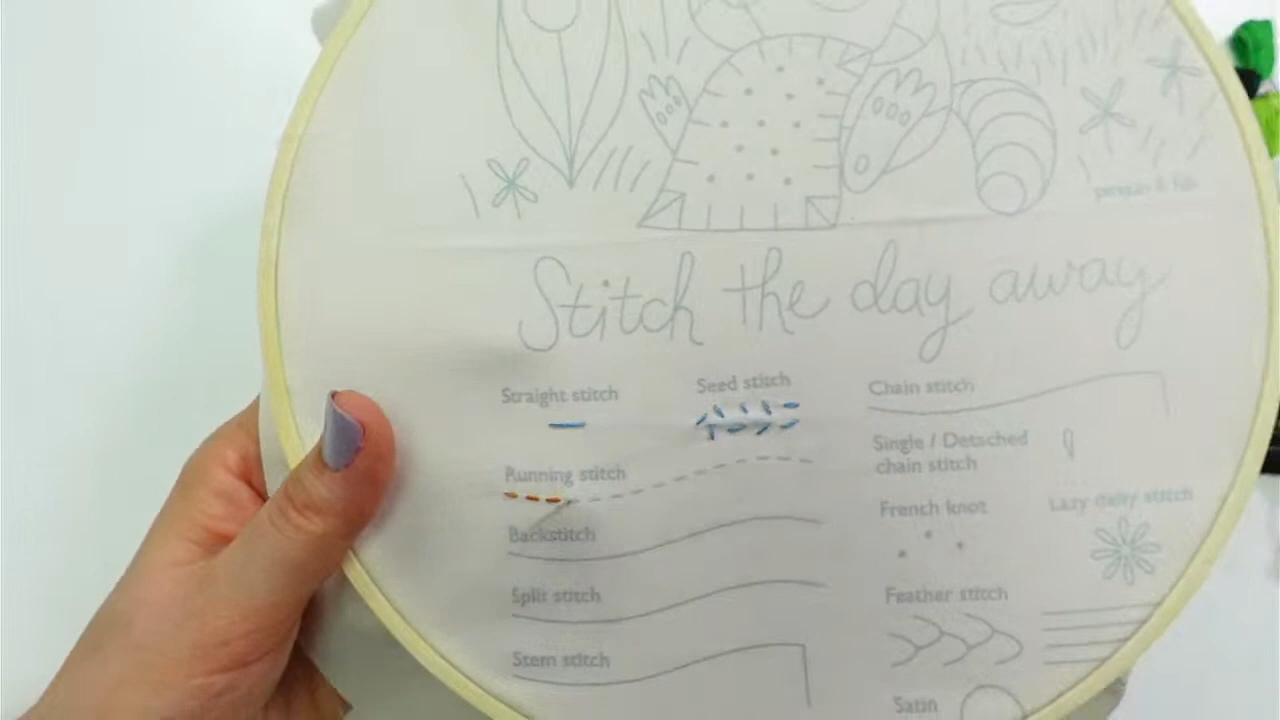 Stitch the day away
Straight stitch
Seed stitch
Running stitch
Backstitch
Split stitch
Stem stitch
Chain stitch
Single / Detached
chain stitch
French knot
Lazy daisy stitch
Feather stitch
Satin